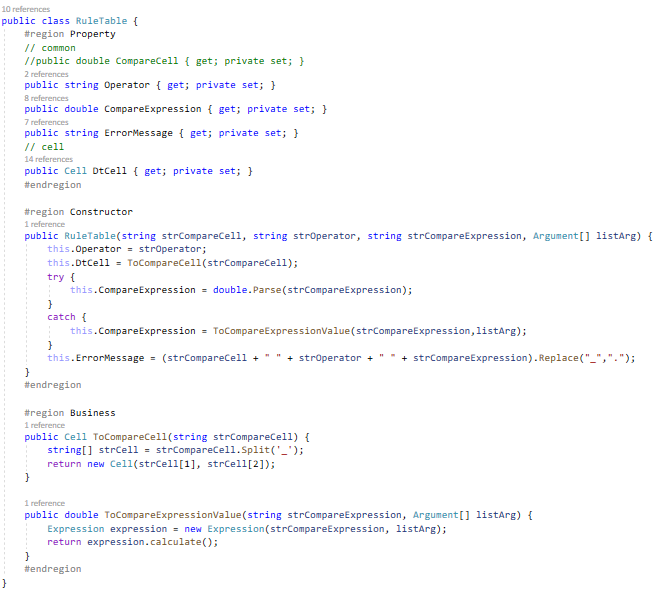 10 references
public class RuleTable {
#region Property
// common
//public double CompareCell { get; private set; }
2 references
public string Operator { get; private set; }
8 references
public double CompareExpression { get; private set; }
7 references
public string ErrorMessage { get; private set; }
// cell
14 references
public Cell DtCell { get; private set; }
#endregion
#region Constructor
1 reference
public RuleTable(string strCompareCell, string strOperator, string strCompareExpression, Argument[] listArg) {
this.Operator = strOperator;
this.DtCell = ToCompareCell(strCompareCell);
try {
this.CompareExpression = double.Parse(strCompareExpression);
}
catch {
this.CompareExpression = ToCompareExpressionValue(strCompareExpression,listArg);
}
this.ErrorMessage = (strCompareCell + " " + strOperator + " " + strCompareExpression).Replace("_",".");
}
#endregion
#region Business
1 reference
public Cell ToCompareCell(string strCompareCell) {
string[] strCell = strCompareCell.Split('_');
return new Cell(strCell[1], strCell[2]);
}
1 reference
public double ToCompareExpressionValue(string strCompareExpression, Argument[] listArg) {
Expression expression = new Expression(strCompareExpression, listArg);
return expression.calculate();
}
#endregion
}